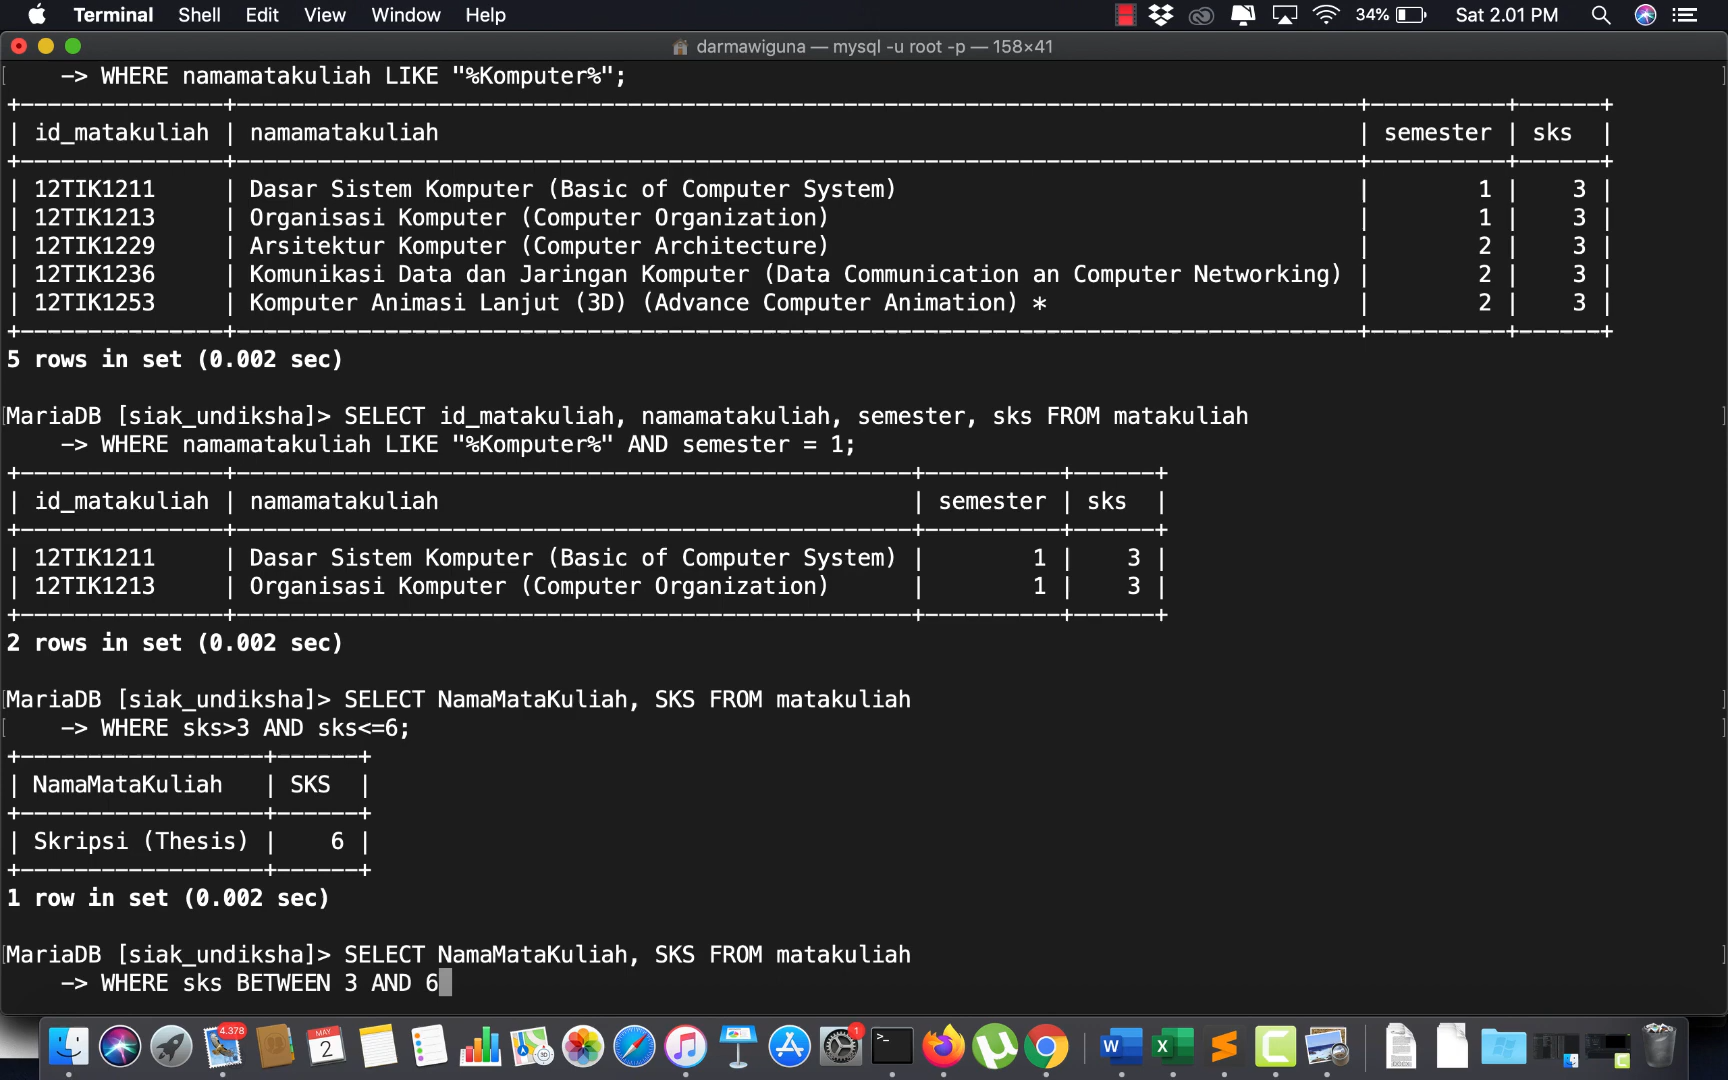 Terminal Shell Edit View Window Help 34% Sat 2.01 PM
darmawiguna — mysql -u root -p — 158×41
-> WHERE namamatakuliah LIKE "%Komputer%";
| id_matakuliah | namamatakuliah | semester | sks |
| 12TIK1211 | Dasar Sistem Komputer (Basic of Computer System) | 1 | 3 |
| 12TIK1213 | Organisasi Komputer (Computer Organization) | 1 | 3 |
| 12TIK1229 | Arsitektur Komputer (Computer Architecture) | 2 | 3 |
| 12TIK1236 | Komunikasi Data dan Jaringan Komputer (Data Communication an Computer Networking) | 2 | 3 |
| 12TIK1253 | Komputer Animasi Lanjut (3D) (Advance Computer Animation) * | 2 | 3 |
5 rows in set (0.002 sec)
MariaDB [siak_undiksha]> SELECT id_matakuliah, namamatakuliah, semester, sks FROM matakuliah
-> WHERE namamatakuliah LIKE "%Komputer%" AND semester = 1;
| id_matakuliah | namamatakuliah | semester | sks |
| 12TIK1211 | Dasar Sistem Komputer (Basic of Computer System) | 1 | 3 |
| 12TIK1213 | Organisasi Komputer (Computer Organization) | 1 | 3 |
2 rows in set (0.002 sec)
MariaDB [siak_undiksha]> SELECT NamaMataKuliah, SKS FROM matakuliah
-> WHERE sks>3 AND sks<=6;
| NamaMataKuliah | SKS |
| Skripsi (Thesis) | 6 |
1 row in set (0.002 sec)
MariaDB [siak_undiksha]> SELECT NamaMataKuliah, SKS FROM matakuliah
-> WHERE sks BETWEEN 3 AND 6
4.378 MAY 2 1 W X